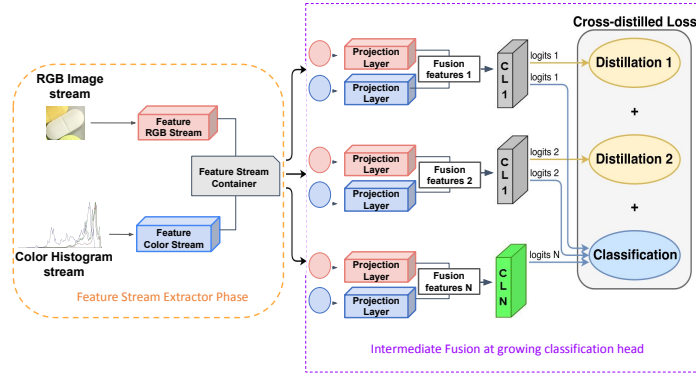 RGB Image
stream
Feature
RGB Stream
Feature Stream
Container
Feature
Color Stream
Color Histogram
stream
Feature Stream Extractor Phase
Projection
Layer
Projection
Layer
Fusion
features 1
C
L
1
logits 1
logits 1
Projection
Layer
Projection
Layer
Fusion
features 2
C
L
1
logits 2
logits 2
Projection
Layer
Projection
Layer
Fusion
features N
C
L
N
logits N
Cross-distilled Loss
Distillation 1
+
Distillation 2
+
Classification
Intermediate Fusion at growing classification head